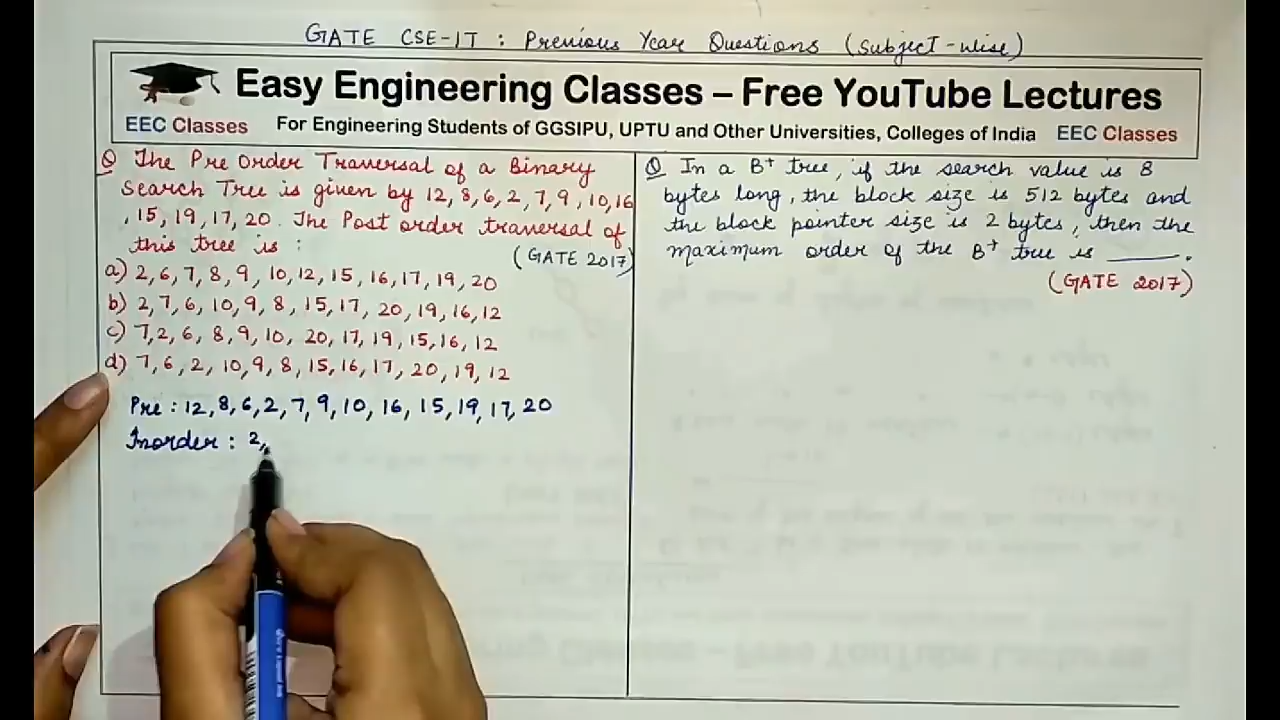 GATE CSE-IT : Previous Year Questions (Subject-wise)
Easy Engineering Classes – Free YouTube Lectures
EEC Classes For Engineering Students of GGSIPU, UPTU and Other Universities, Colleges of India EEC Classes
Q The Pre Order Traversal of a Binary
Search Tree is given by 12, 8, 6, 2, 7, 9, 10, 16
, 15, 19, 17, 20. The Post order traversal of
this tree is :
(GATE 2017)
a) 2, 6, 7, 8, 9, 10, 12, 15, 16, 17, 19, 20
b) 2, 7, 6, 10, 9, 8, 15, 17, 20, 19, 16, 12
c) 7, 2, 6, 8, 9, 10, 20, 17, 19, 15, 16, 12
d) 7, 6, 2, 10, 9, 8, 15, 16, 17, 20, 19, 12
Pre : 12, 8, 6, 2, 7, 9, 10, 16, 15, 19, 17, 20
Inorder : 2,
Q In a B+ tree, if the search value is 8
bytes long, the block size is 512 bytes and
the block pointer size is 2 bytes, then the
maximum order of the B+ tree is ____.
(GATE 2017)